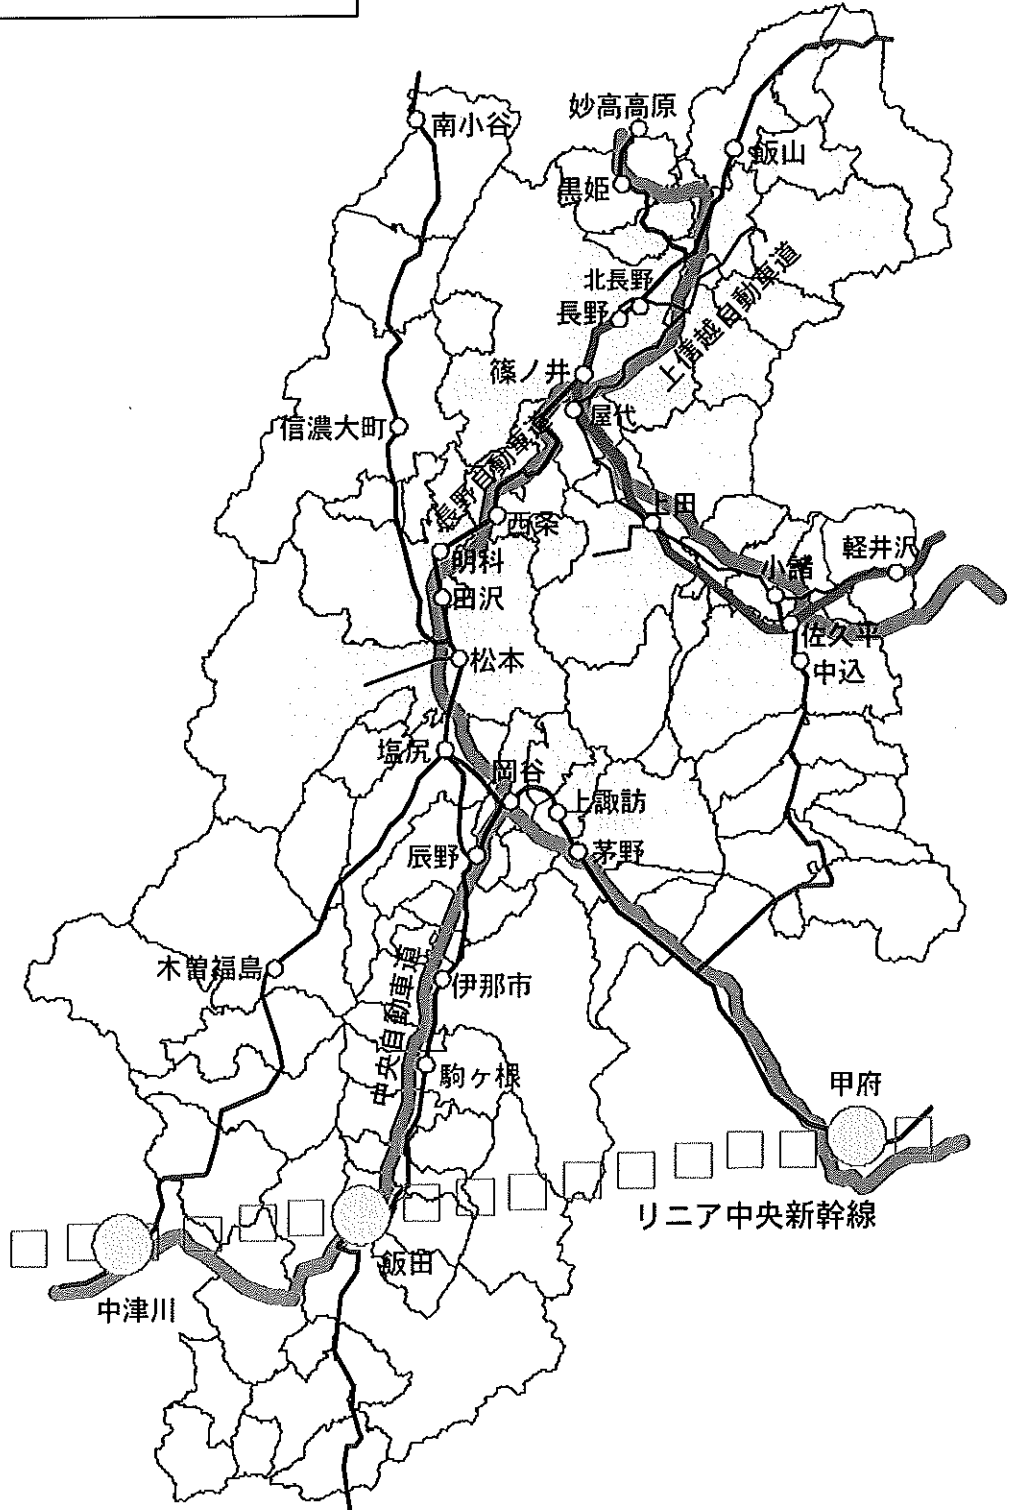 南小谷
妙高高原
飯山
黒姫
北長野
長野
上信越自動車道
篠ノ井
屋代
信濃大町
長野自動車道
西条
上田
明科
軽井沢
小諸
田沢
佐久平
松本
中込
塩尻
岡谷
上諏訪
辰野
茅野
木曽福島
伊那市
中央自動車道
駒ヶ根
甲府
リニア中央新幹線
飯田
中津川